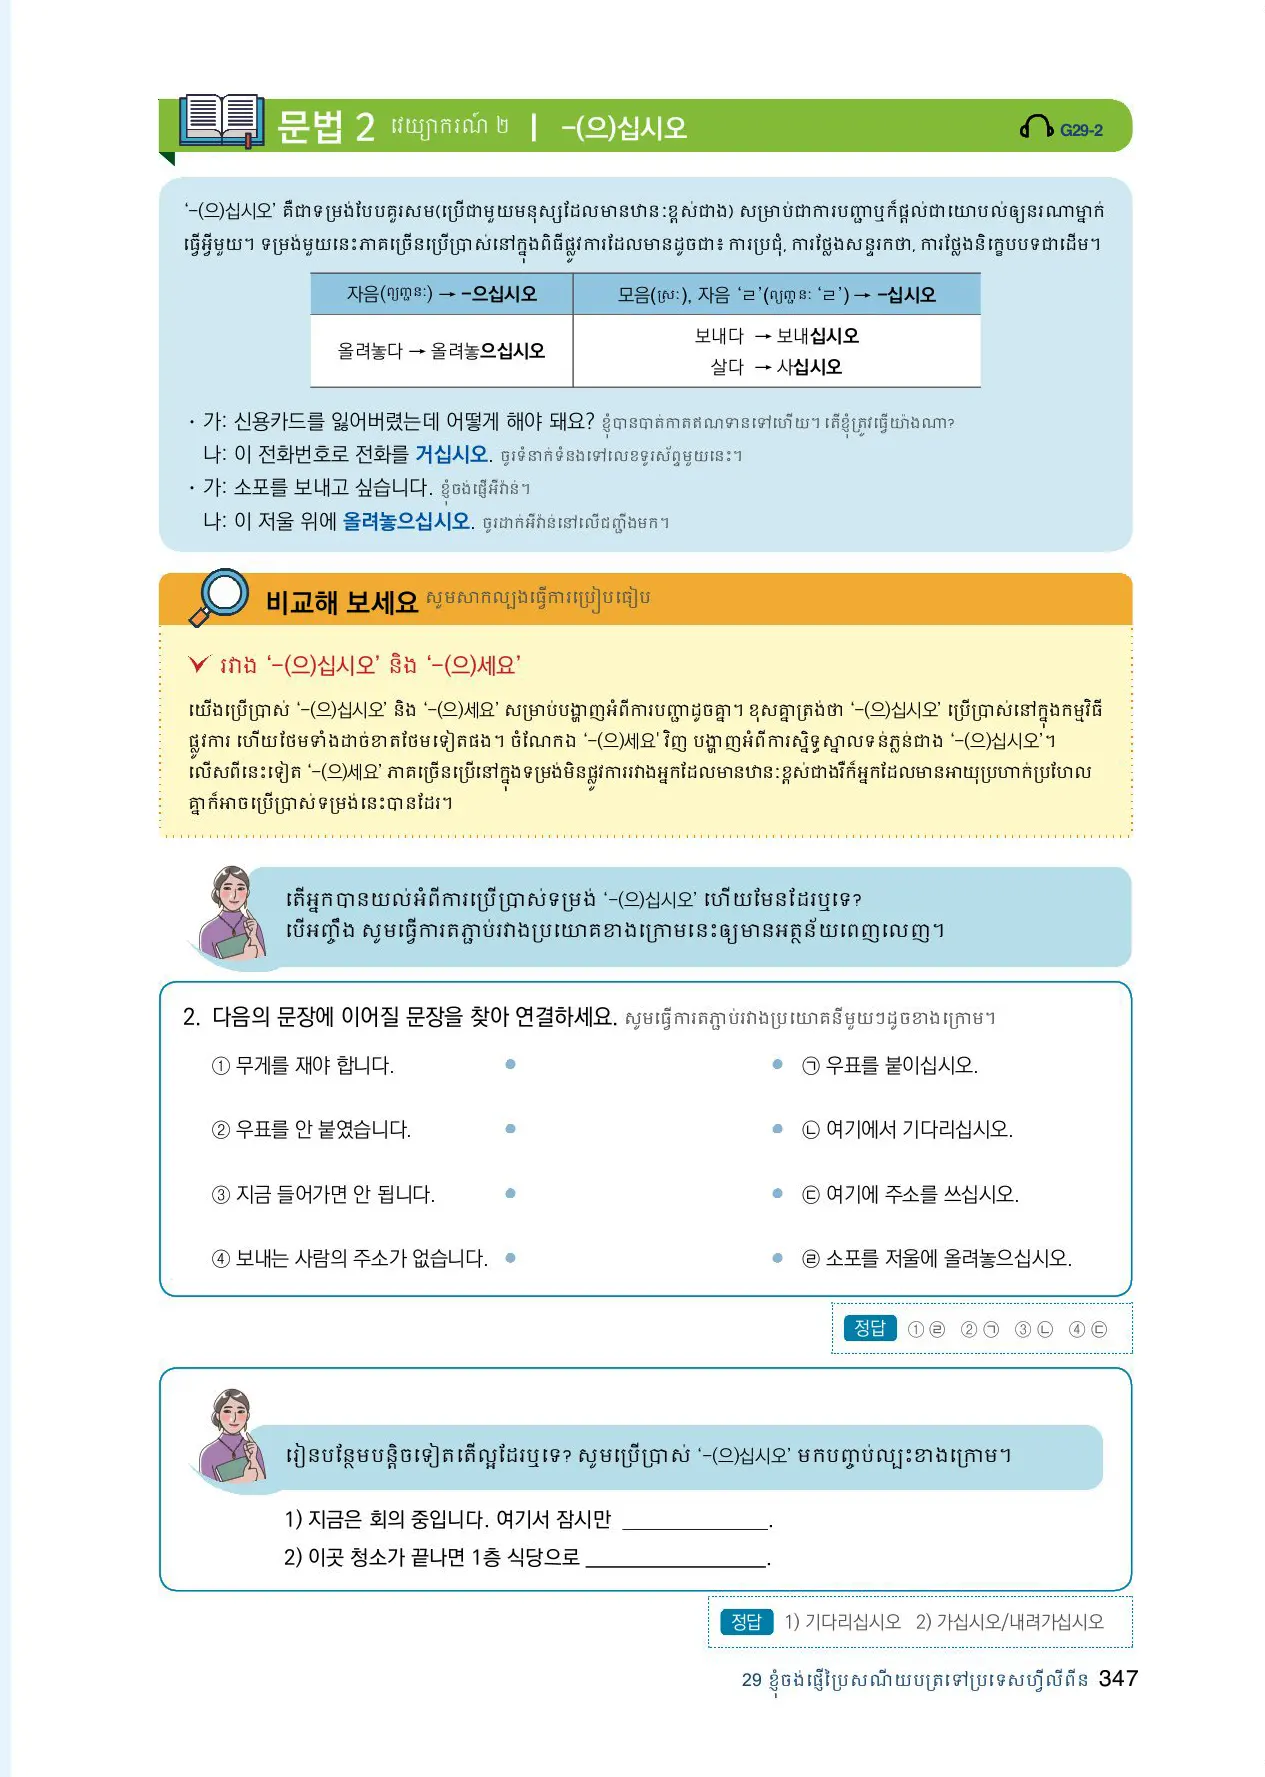 문법 2 វេយ្យាករណ៍ ២ | -(으)십시오 G29-2
‘-(으)십시오’ គឺជាទម្រង់បែបគួរសម(ប្រើជាមួយមនុស្សដែលមានឋានៈខ្ពស់ជាង) សម្រាប់ជាការបញ្ជាឬក៏ផ្តល់ជាយោបល់ឲ្យនរណាម្នាក់
ធ្វើអ្វីមួយ។ ទម្រង់មួយនេះភាគច្រើនប្រើប្រាស់នៅក្នុងពិធីផ្លូវការដែលមានដូចជា៖ ការប្រជុំ, ការថ្លែងសន្ទរកថា, ការថ្លែងនិក្ខេបបទជាដើម។
자음(ព្យញ្ជនៈ) → -으십시오 모음(ស្រៈ), 자음 ‘ㄹ’(ព្យញ្ជនៈ ‘ㄹ’) → -십시오
올려놓다 → 올려놓으십시오
보내다 → 보내십시오
살다 → 사십시오
· 가: 신용카드를 잃어버렸는데 어떻게 해야 돼요? ខ្ញុំបានបាត់កាតឥណទានទៅហើយ។ តើខ្ញុំត្រូវធ្វើយ៉ាងណា?
나: 이 전화번호로 전화를 거십시오. ចូរទំនាក់ទំនងទៅលេខទូរស័ព្ទមួយនេះ។
· 가: 소포를 보내고 싶습니다. ខ្ញុំចង់ផ្ញើអីវ៉ាន់។
나: 이 저울 위에 올려놓으십시오. ចូរដាក់អីវ៉ាន់នៅលើជញ្ជីងមក។
비교해 보세요 សូមសាកល្បងធ្វើការប្រៀបធៀប
រវាង ‘-(으)십시오’ និង ‘-(으)세요’
យើងប្រើប្រាស់ ‘-(으)십시오’ និង ‘-(으)세요’ សម្រាប់បង្ហាញអំពីការបញ្ជាដូចគ្នា។ ខុសគ្នាត្រង់ថា ‘-(으)십시오’ ប្រើប្រាស់នៅក្នុងកម្មវិធី
ផ្លូវការ ហើយថែមទាំងដាច់ខាតថែមទៀតផង។ ចំណែកឯ ‘-(으)세요' វិញ បង្ហាញអំពីការស្និទ្ធស្នាលទន់ភ្លន់ជាង ‘-(으)십시오’។
លើសពីនេះទៀត ‘-(으)세요’ ភាគច្រើនប្រើនៅក្នុងទម្រង់មិនផ្លូវការរវាងអ្នកដែលមានឋានៈខ្ពស់ជាងរឺក៏អ្នកដែលមានអាយុប្រហាក់ប្រហែល
គ្នាក៏អាចប្រើប្រាស់ទម្រង់នេះបានដែរ។
តើអ្នកបានយល់អំពីការប្រើប្រាស់ទម្រង់ ‘-(으)십시오’ ហើយមែនដែរឬទេ?
បើអញ្ចឹង សូមធ្វើការតភ្ជាប់រវាងប្រយោគខាងក្រោមនេះឲ្យមានអត្ថន័យពេញលេញ។
2. 다음의 문장에 이어질 문장을 찾아 연결하세요. សូមធ្វើការតភ្ជាប់រវាងប្រយោគនីមួយៗដូចខាងក្រោម។
① 무게를 재야 합니다. ㉠ 우표를 붙이십시오.
② 우표를 안 붙였습니다. ㉡ 여기에서 기다리십시오.
③ 지금 들어가면 안 됩니다. ㉢ 여기에 주소를 쓰십시오.
④ 보내는 사람의 주소가 없습니다. ㉣ 소포를 저울에 올려놓으십시오.
정답 ①㉣ ②㉠ ③㉡ ④㉢
រៀនបន្ថែមបន្តិចទៀតតើល្អដែរឬទេ? សូមប្រើប្រាស់ ‘-(으)십시오’ មកបញ្ចប់ល្បះខាងក្រោម។
1) 지금은 회의 중입니다. 여기서 잠시만 ______________.
2) 이곳 청소가 끝나면 1층 식당으로 __________________.
정답 1) 기다리십시오 2) 가십시오/내려가십시오
29 ខ្ញុំចង់ផ្ញើប្រៃសណីយបត្រទៅប្រទេសហ្វីលីពីន 347